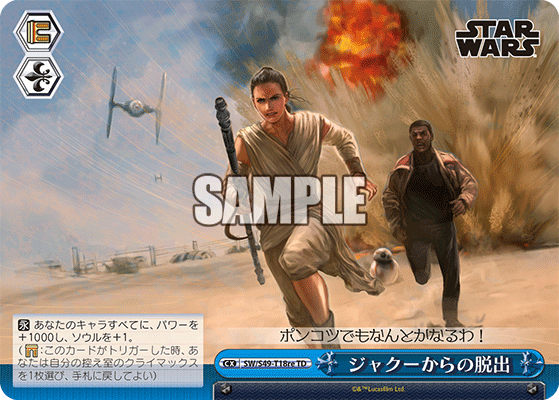 STAR
WARS
SAMPLE
ポンコツでもなんとかなるわ！
永 あなたのキャラすべてに、パワーを
＋1000し、ソウルを＋1。
（：このカードがトリガーした時、あ
なたは自分の控え室のクライマックス
を1枚選び、手札に戻してよい）
CX SW/S49-T18re TD
ジャクーからの脱出
©&™Lucasfilm Ltd.